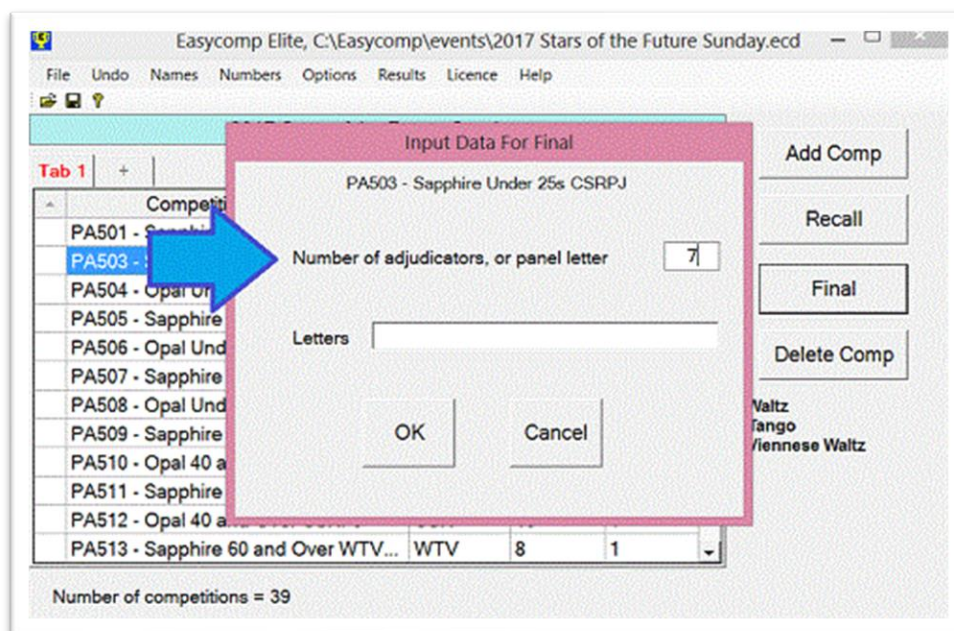 Easycomp Elite, C:\Easycomp\events\2017 Stars of the Future Sunday.ecd
File Undo Names Numbers Options Results Licence Help
Input Data For Final
PA503 - Sapphire Under 25s CSRPJ
Number of adjudicators, or panel letter 7
Letters
OK Cancel
Tab 1 +
PA501 -
PA503 -
PA504 - Opal
PA505 - Sapphire
PA506 - Opal Und
PA507 - Sapphire
PA508 - Opal Und
PA509 - Sapphire
PA510 - Opal 40 a
PA511 - Sapphire
PA512 - Opal 40 a
PA513 - Sapphire 60 and Over WTV... WTV 8 1
Number of competitions = 39
Add Comp
Recall
Final
Delete Comp
Waltz
Tango
Viennese Waltz